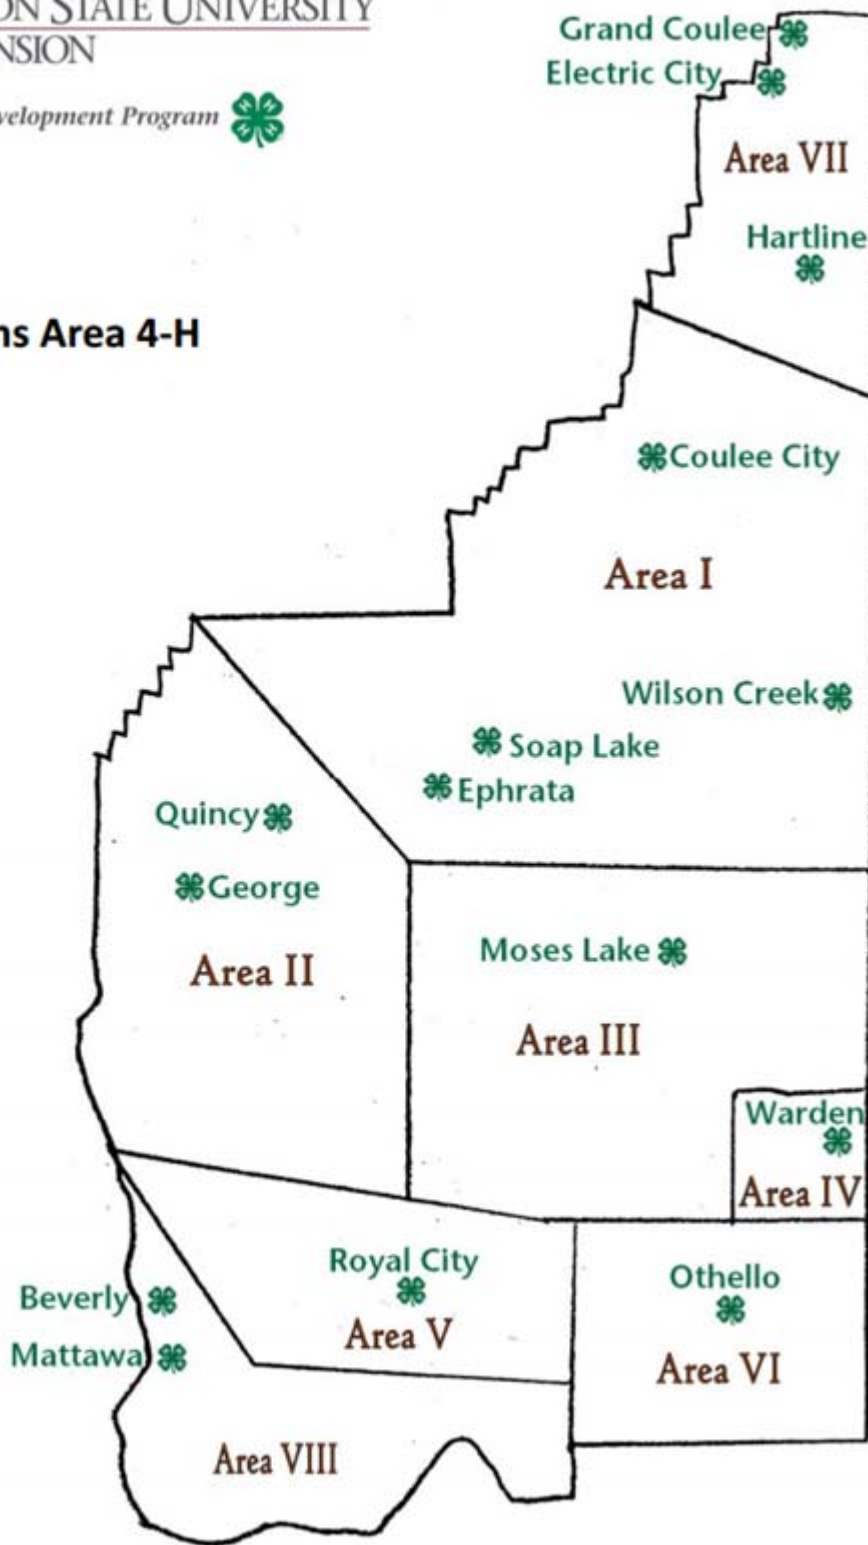 ON STATE UNIVERSITY
NSION
velopment Program
H H H H
ns Area 4-H
Grand Coulee
Electric City
Area VII
Hartline
Coulee City
Area I
Wilson Creek
Soap Lake
Ephrata
Quincy
George
Area II
Moses Lake
Area III
Warden
Area IV
Royal City
Area V
Othello
Area VI
Beverly
Mattawa
Area VIII